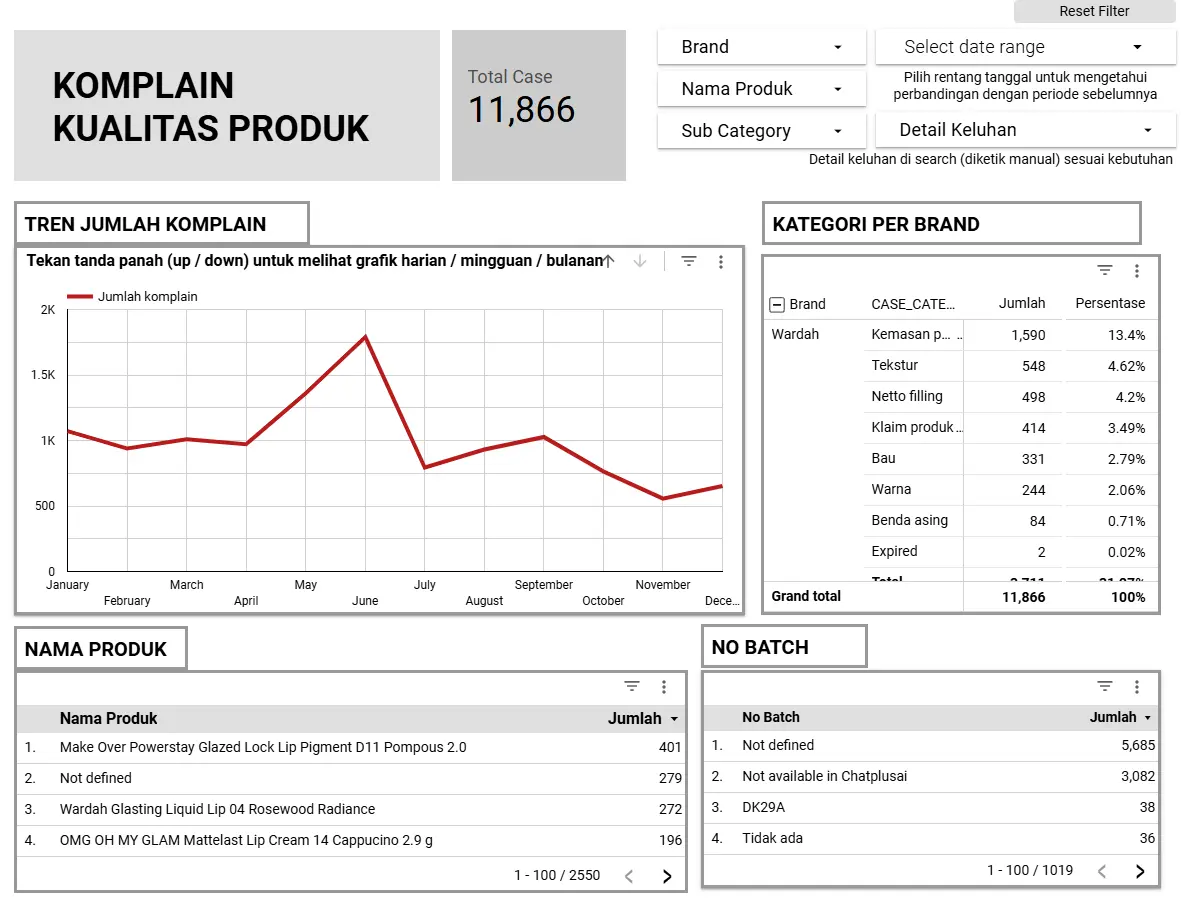 Reset Filter
KOMPLAIN
KUALITAS PRODUK
Total Case
11,866
Brand
Select date range
Nama Produk
Pilih rentang tanggal untuk mengetahui
perbandingan dengan periode sebelumnya
Sub Category
Detail Keluhan
Detail keluhan di search (diketik manual) sesuai kebutuhan
TREN JUMLAH KOMPLAIN
Tekan tanda panah (up / down) untuk melihat grafik harian / mingguan / bulanan
Jumlah komplain
2K
1.5K
1K
500
0
January
February
March
April
May
June
July
August
September
October
November
Dece...
KATEGORI PER BRAND
Brand CASE_CATE... Jumlah Persentase
Wardah Kemasan p... .. 1,590 13.4%
Tekstur 548 4.62%
Netto filling 498 4.2%
Klaim produk... 414 3.49%
Bau 331 2.79%
Warna 244 2.06%
Benda asing 84 0.71%
Expired 2 0.02%
Total
Grand total 11,866 100%
NAMA PRODUK
Nama Produk Jumlah
1. Make Over Powerstay Glazed Lock Lip Pigment D11 Pompous 2.0 401
2. Not defined 279
3. Wardah Glasting Liquid Lip 04 Rosewood Radiance 272
4. OMG OH MY GLAM Mattelast Lip Cream 14 Cappucino 2.9 g 196
1 - 100 / 2550
NO BATCH
No Batch Jumlah
1. Not defined 5,685
2. Not available in Chatplusai 3,082
3. DK29A 38
4. Tidak ada 36
1 - 100 / 1019